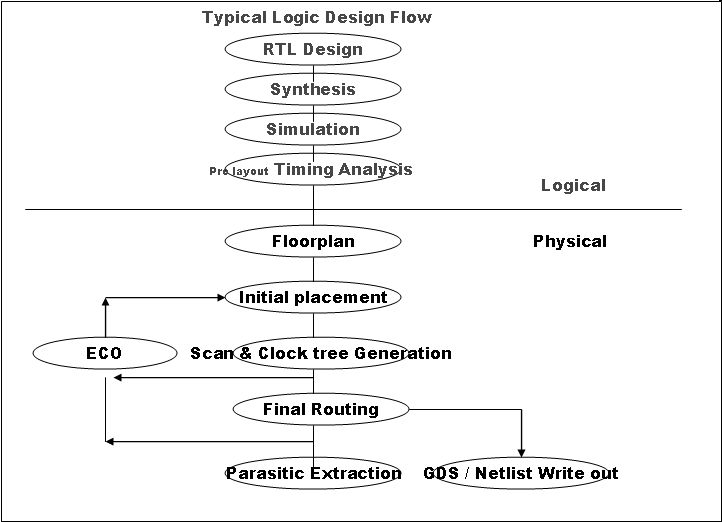 Typical Logic Design Flow
RTL Design
Synthesis
Simulation
Pre layout Timing Analysis
Logical
Floorplan
Physical
Initial placement
ECO
Scan & Clock tree Generation
Final Routing
Parasitic Extraction
GDS / Netlist Write out